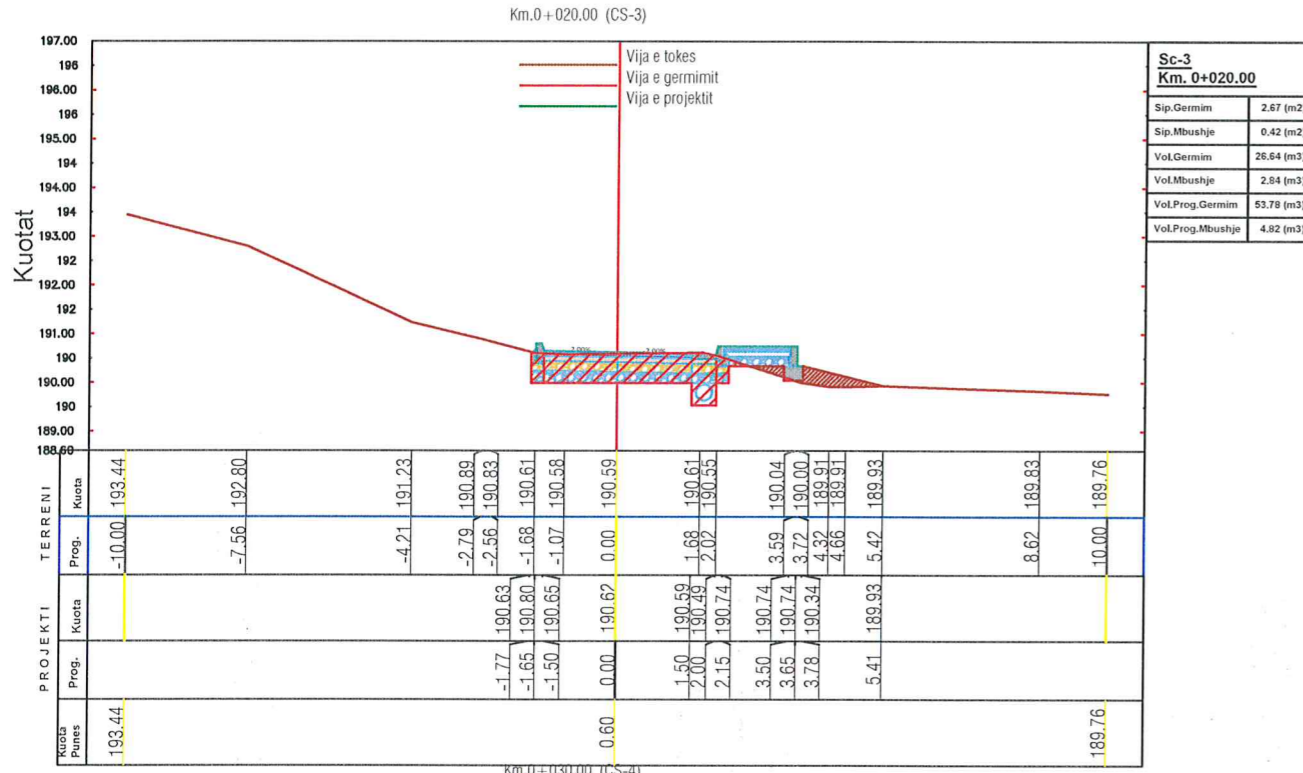 Km.0+020.00 (CS-3)
197.00
196
196.00
196
195.00
194
194.00
194
193.00
192
192.00
192
191.00
190
190.00
190
189.00
188.60
Kuotat
Vija e tokes
Vija e germimit
Vija e projektit
2.00% 2.00%
Sc-3
Km. 0+020.00
Sip.Germim 2.67 (m2
Sip.Mbushje 0.42 (m2
Vol.Germim 26.64 (m3
Vol.Mbushje 2.84 (m3
Vol.Prog.Germim 53.78 (m3
Vol.Prog.Mbushje 4.82 (m3
TERRENI
Kuota 193.44 192.80 191.23 190.89 190.83 190.61 190.58 190.59 190.61 190.55 190.04 190.00 189.91 189.91 189.93 189.83 189.76
Prog. -10.00 -7.56 -4.21 -2.79 -2.56 -1.68 -1.07 0.00 1.68 2.02 3.59 3.72 4.32 4.66 5.42 8.62 10.00
PROJEKTI
Kuota 190.63 190.80 190.65 190.62 190.59 190.49 190.74 190.74 190.74 190.34 189.93
Prog. -1.77 -1.65 -1.50 0.00 1.50 2.00 2.15 3.50 3.65 3.78 5.41
Kuota Punes 193.44 0.60 189.76
Km.0+030.00 (CS-4)